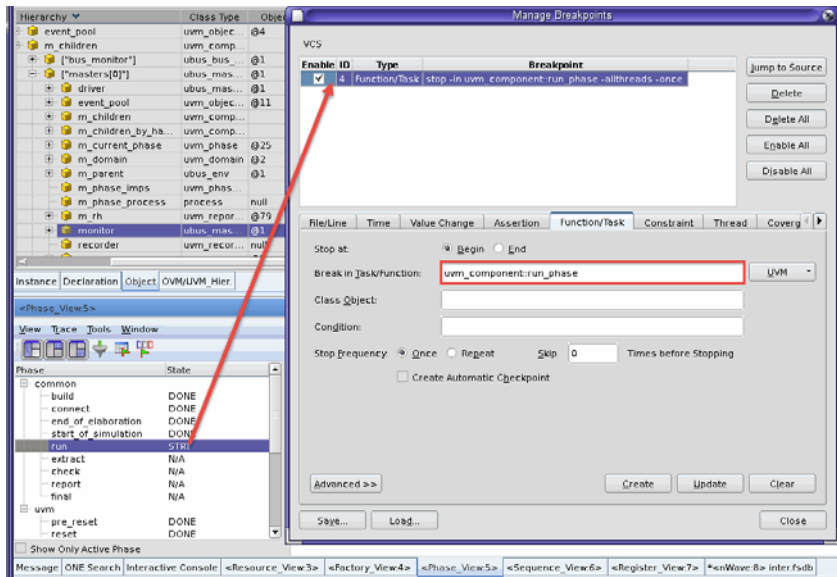 Hierarchy Class Type Objec
event_pool uvm_objec... @4
m_children uvm_comp...
["bus_monitor"] ubus_bus_... @1
["masters[0]"] ubus_mas... @1
driver ubus_mas... @1
event_pool uvm_objec... @11
m_children uvm_comp...
m_children_by_ha... uvm_comp...
m_current_phase uvm_phase @25
m_domain uvm_domain @2
m_parent ubus_env @1
m_phase_imps uvm_phas...
m_phase_process process null
m_rh uvm_repor... @79
monitor ubus_mas... @1
recorder uvm_recor... null
Instance Declaration Object OVM/UVM_Hier.
<Phase_View:5>
View Trace Tools Window
Phase State
common
build DONE
connect DONE
end_of_elaboration DONE
start_of_simulation DONE
run STRT
extract N/A
check N/A
report N/A
final N/A
uvm
pre_reset DONE
reset DONE
Show Only Active Phase
Manage Breakpoints
VCS
Enable ID Type Breakpoint
4 Function/Task stop -in uvm_component::run_phase -allthreads -once
Jump to Source
Delete
Delete All
Enable All
Disable All
File/Line Time Value Change Assertion Function/Task Constraint Thread Coverg
Stop at: Begin End
Break in Task/Function: uvm_component::run_phase UVM
Class Object:
Condition:
Stop Frequency: Once Repeat Skip 0 Times before Stopping
Create Automatic Checkpoint
Advanced >> Create Update Clear
Save... Load... Close
Message ONE Search Interactive Console <Resource_View:3> <Factory_View:4> <Phase_View:5> <Sequence_View:6> <Register_View:7> *<nWave:8> inter.fsdb